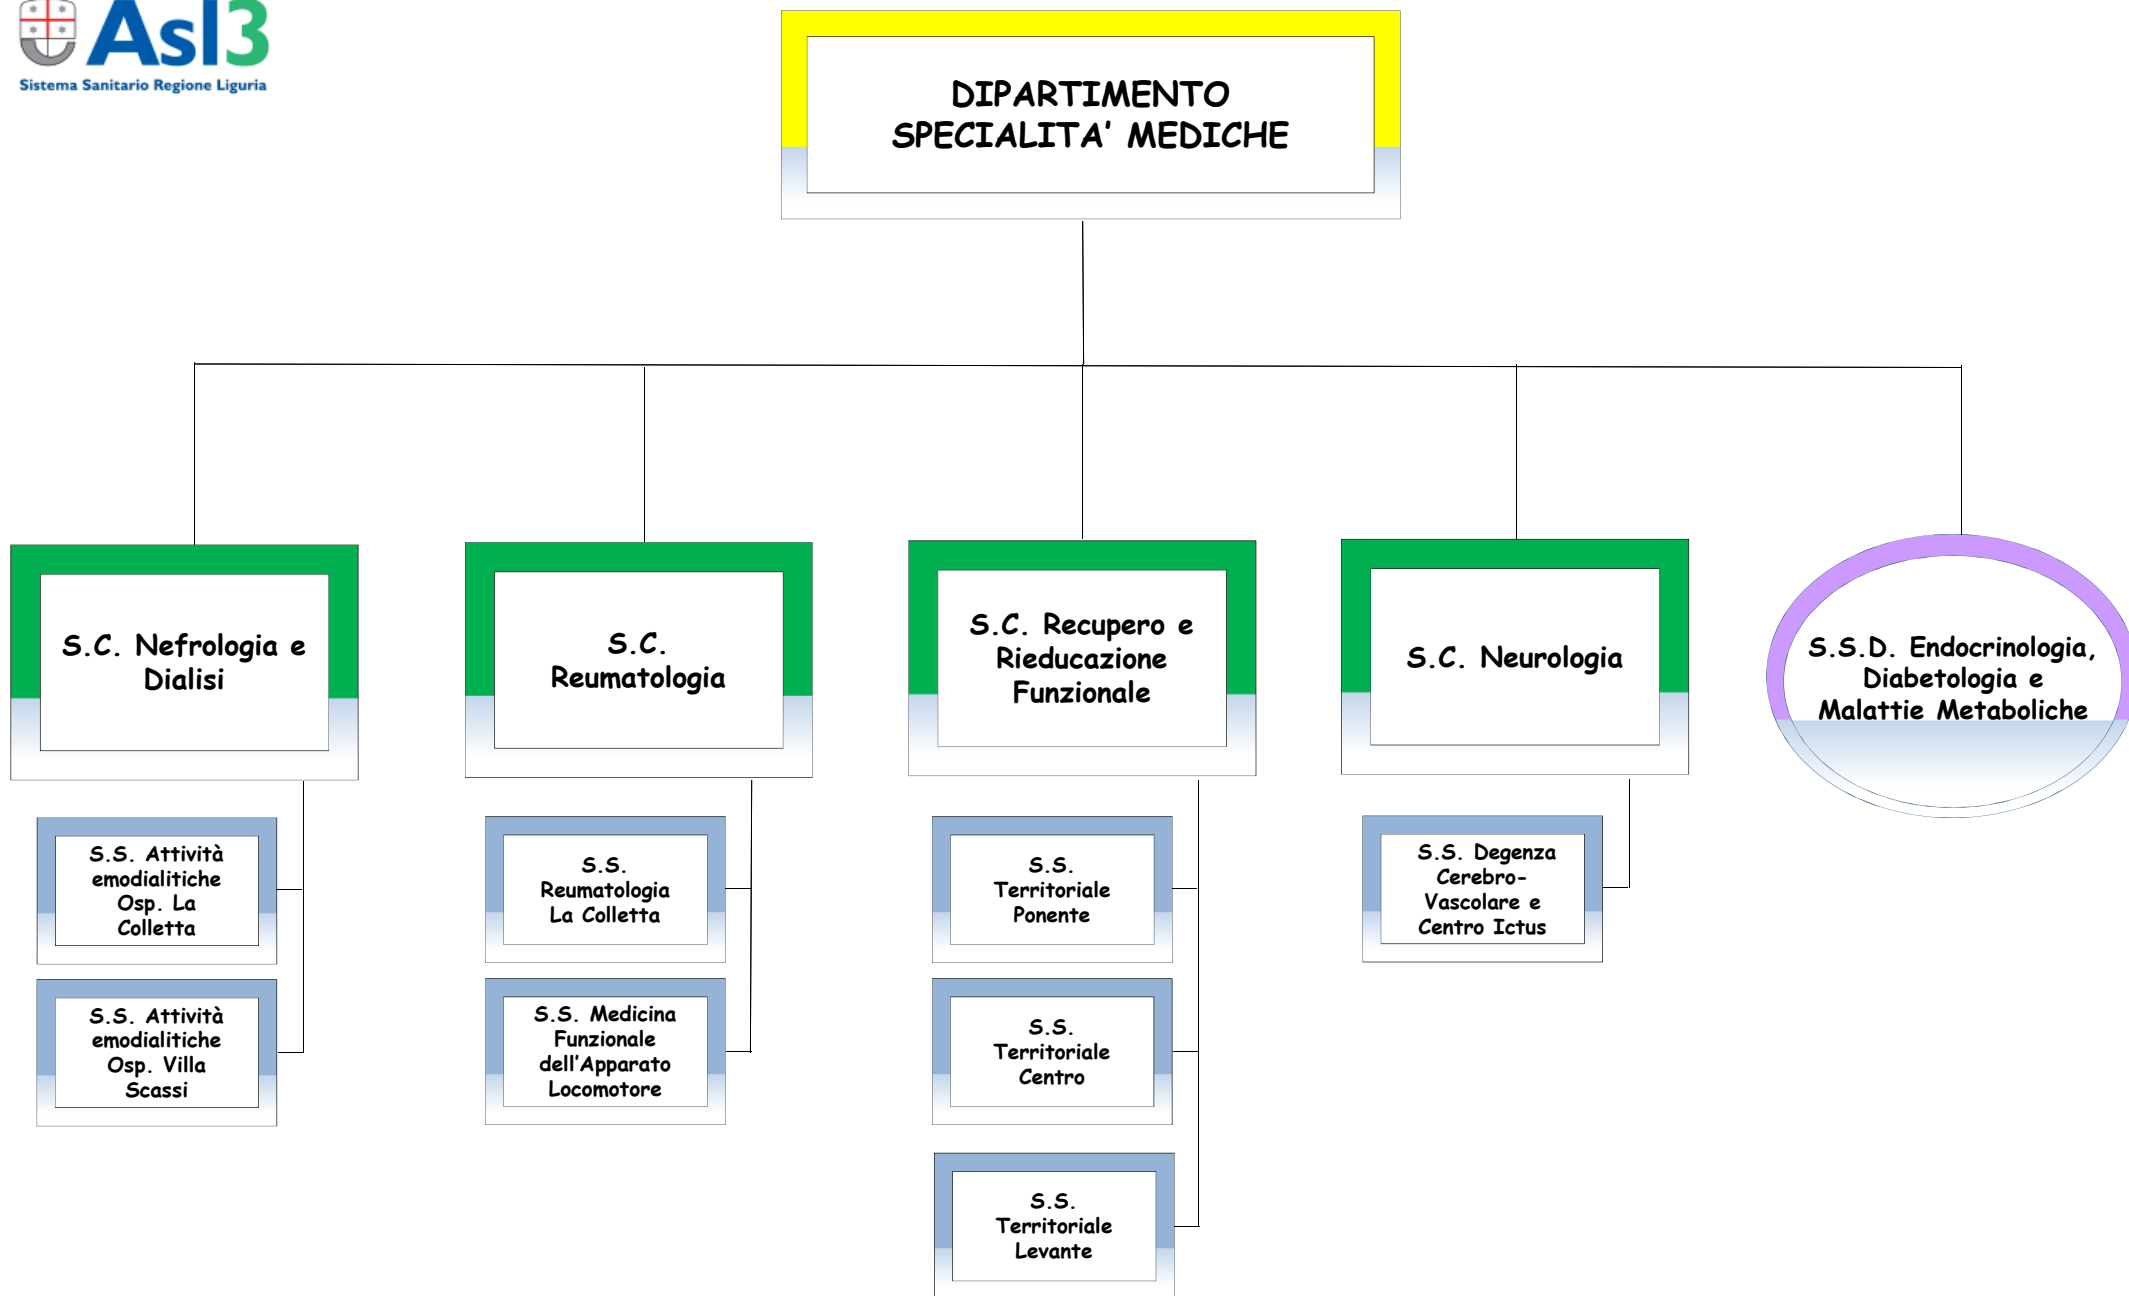 Asl3
Sistema Sanitario Regione Liguria
DIPARTIMENTO
SPECIALITA' MEDICHE
S.C. Nefrologia e
Dialisi
S.C.
Reumatologia
S.C. Recupero e
Rieducazione
Funzionale
S.C. Neurologia
S.S.D. Endocrinologia,
Diabetologia e
Malattie Metaboliche
S.S. Attività
emodialitiche
Osp. La
Colletta
S.S.
Reumatologia
La Colletta
S.S.
Territoriale
Ponente
S.S. Degenza
Cerebro-
Vascolare e
Centro Ictus
S.S. Attività
emodialitiche
Osp. Villa
Scassi
S.S. Medicina
Funzionale
dell'Apparato
Locomotore
S.S.
Territoriale
Centro
S.S.
Territoriale
Levante